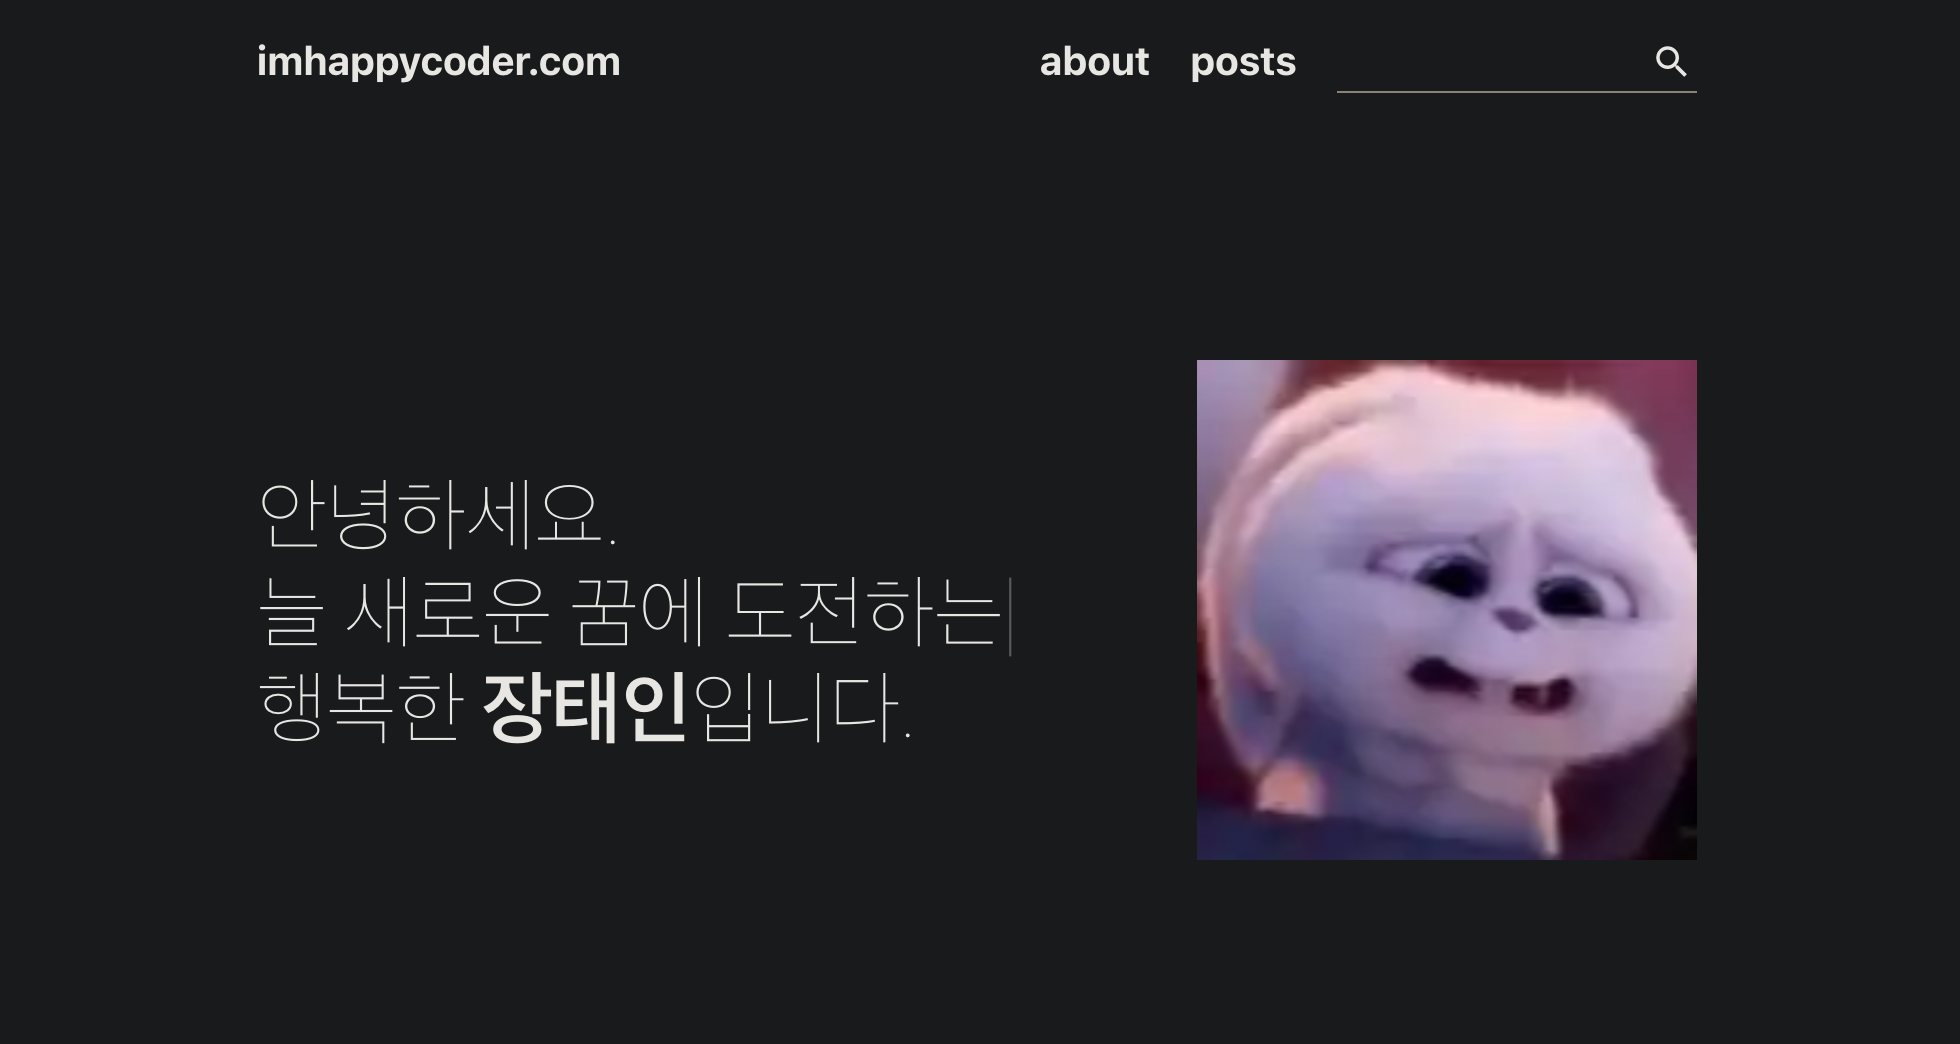 imhappycoder.com about posts
안녕하세요.
늘 새로운 꿈에 도전하는
행복한 장태인입니다.